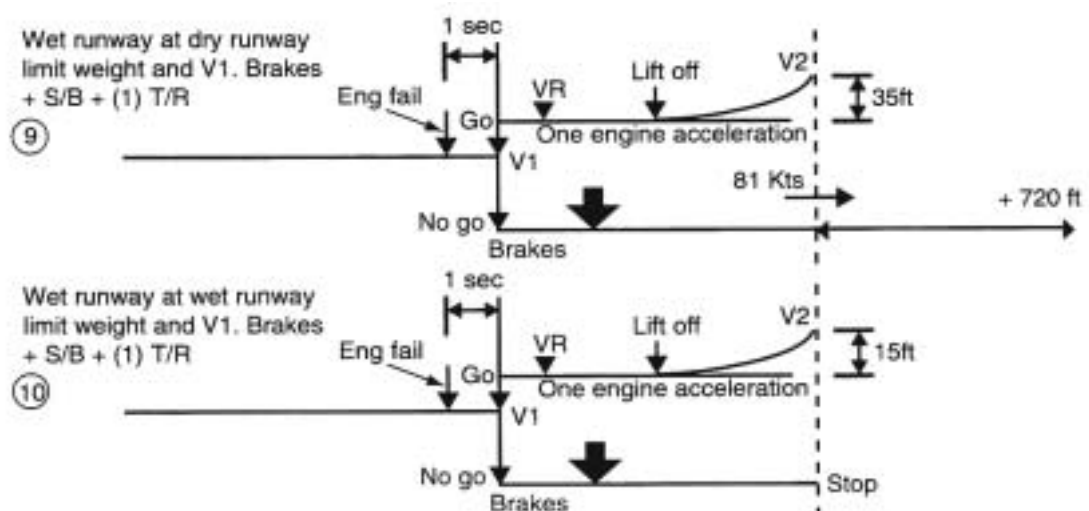 Wet runway at dry runway
limit weight and V1. Brakes
+ S/B + (1) T/R
9
1 sec
Eng fail
Go
VR
Lift off
V2
35ft
One engine acceleration
V1
81 Kts
+ 720 ft
No go
Brakes
Wet runway at wet runway
limit weight and V1. Brakes
+ S/B + (1) T/R
10
1 sec
Eng fail
Go
VR
Lift off
V2
15ft
One engine acceleration
V1
No go
Stop
Brakes